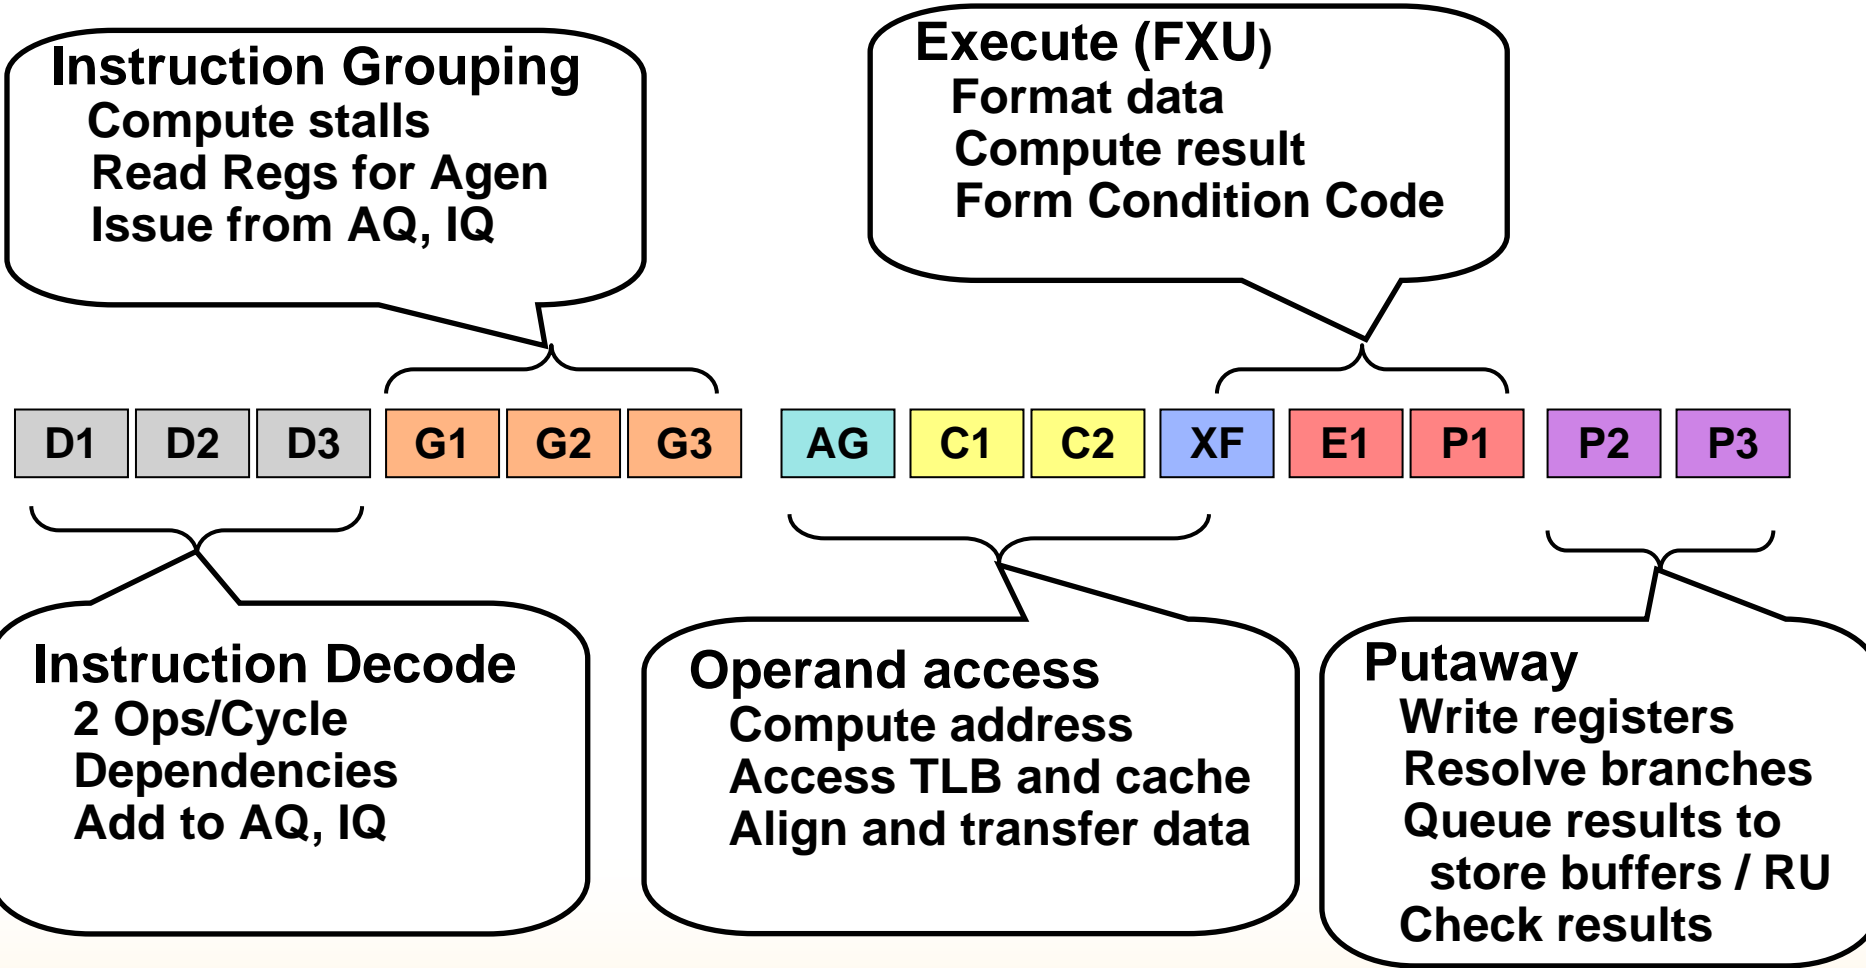 Instruction Grouping
Compute stalls
Read Regs for Agen
Issue from AQ, IQ
Execute (FXU)
Format data
Compute result
Form Condition Code
D1 D2 D3 G1 G2 G3 AG C1 C2 XF E1 P1 P2 P3
Instruction Decode
2 Ops/Cycle
Dependencies
Add to AQ, IQ
Operand access
Compute address
Access TLB and cache
Align and transfer data
Putaway
Write registers
Resolve branches
Queue results to
store buffers / RU
Check results